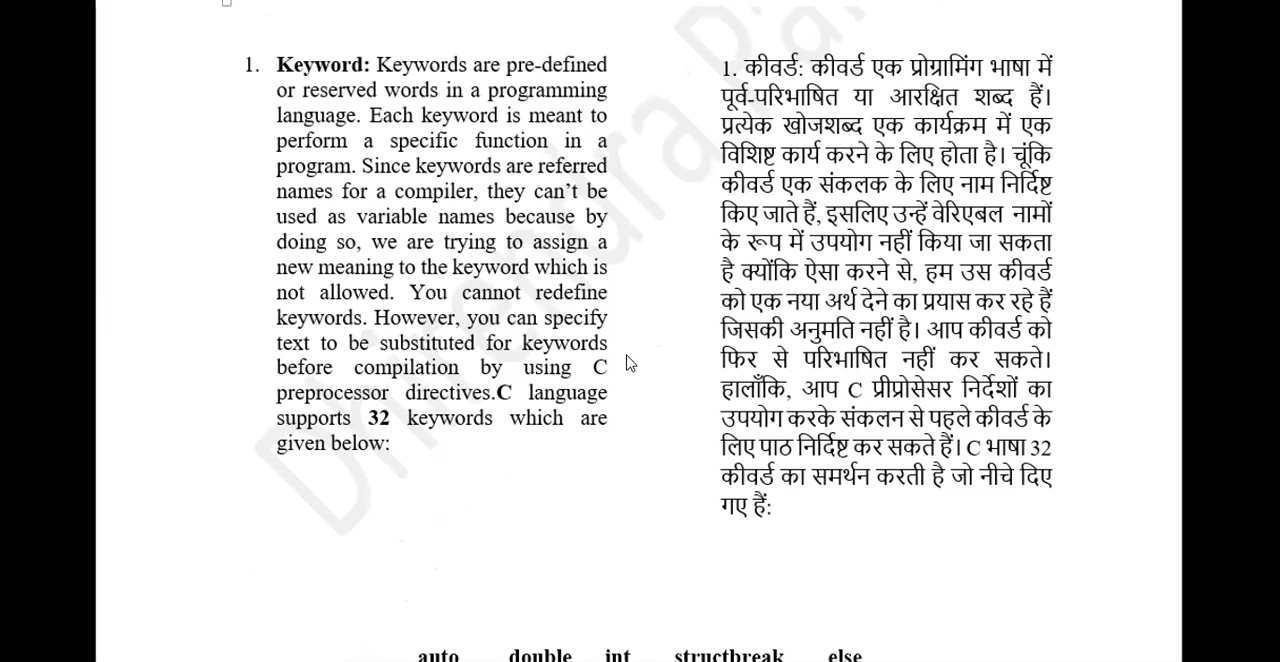 1. Keyword: Keywords are pre-defined
or reserved words in a programming
language. Each keyword is meant to
perform a specific function in a
program. Since keywords are referred
names for a compiler, they can’t be
used as variable names because by
doing so, we are trying to assign a
new meaning to the keyword which is
not allowed. You cannot redefine
keywords. However, you can specify
text to be substituted for keywords
before compilation by using C
preprocessor directives.C language
supports 32 keywords which are
given below:
1. कीवर्ड: कीवर्ड एक प्रोग्रामिंग भाषा में
पूर्व-परिभाषित या आरक्षित शब्द हैं।
प्रत्येक खोजशब्द एक कार्यक्रम में एक
विशिष्ट कार्य करने के लिए होता है। चूंकि
कीवर्ड एक संकलक के लिए नाम निर्दिष्ट
किए जाते हैं, इसलिए उन्हें वेरिएबल नामों
के रूप में उपयोग नहीं किया जा सकता
है क्योंकि ऐसा करने से, हम उस कीवर्ड
को एक नया अर्थ देने का प्रयास कर रहे हैं
जिसकी अनुमति नहीं है। आप कीवर्ड को
फिर से परिभाषित नहीं कर सकते।
हालाँकि, आप C प्रीप्रोसेसर निर्देशों का
उपयोग करके संकलन से पहले कीवर्ड के
लिए पाठ निर्दिष्ट कर सकते हैं। C भाषा 32
कीवर्ड का समर्थन करती है जो नीचे दिए
गए हैं:
auto double int structbreak else
Dhirendra